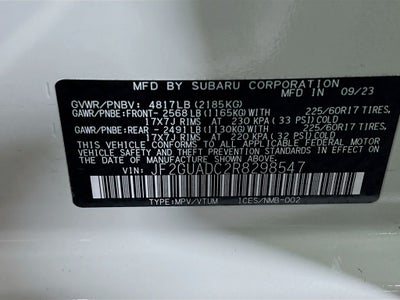 MFD. BY SUBARU CORPORATION 09/23
GVWR/PNBV: 4817LB (2185KG)
GAWR/PNBE:FRONT- 2568LB (1165KG) WITH 225/60R17 TIRES,
17X7J RIMS AT 230 KPA (33 PSI) COLD
GAWR/PNBE:REAR - 2491LB (1130KG) WITH 225/60R17 TIRES,
17X7J RIMS AT 220 KPA (32 PSI) COLD
THIS VEHICLE CONFORMS TO ALL APPLICABLE FEDERAL MOTOR
VEHICLE SAFETY AND THEFT PREVENTION STANDARDS IN EFFECT
ON THE DATE OF MANUFACTURE SHOWN ABOVE.
VIN: JF2GUADC2R8298547
TYPE:MPV/VTUM ICES/NMB-002